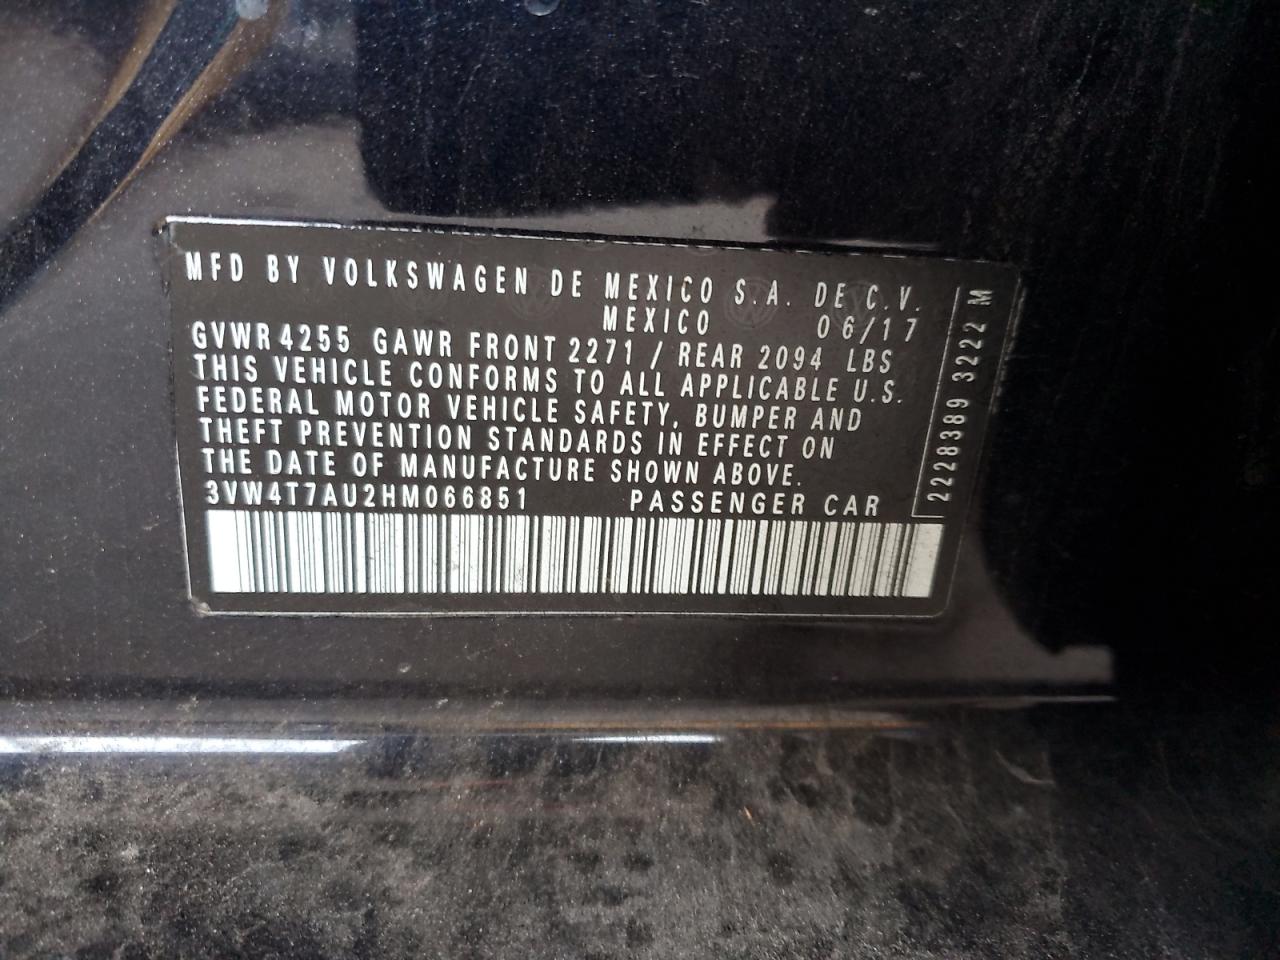 MFD BY VOLKSWAGEN DE MEXICO S.A. DE C.V.
MEXICO 06/17
GVWR 4255 GAWR FRONT 2271 / REAR 2094 LBS
THIS VEHICLE CONFORMS TO ALL APPLICABLE U.S.
FEDERAL MOTOR VEHICLE SAFETY, BUMPER AND
THEFT PREVENTION STANDARDS IN EFFECT ON
THE DATE OF MANUFACTURE SHOWN ABOVE.
3VW4T7AU2HM066851 PASSENGER CAR
2228389 3222 M